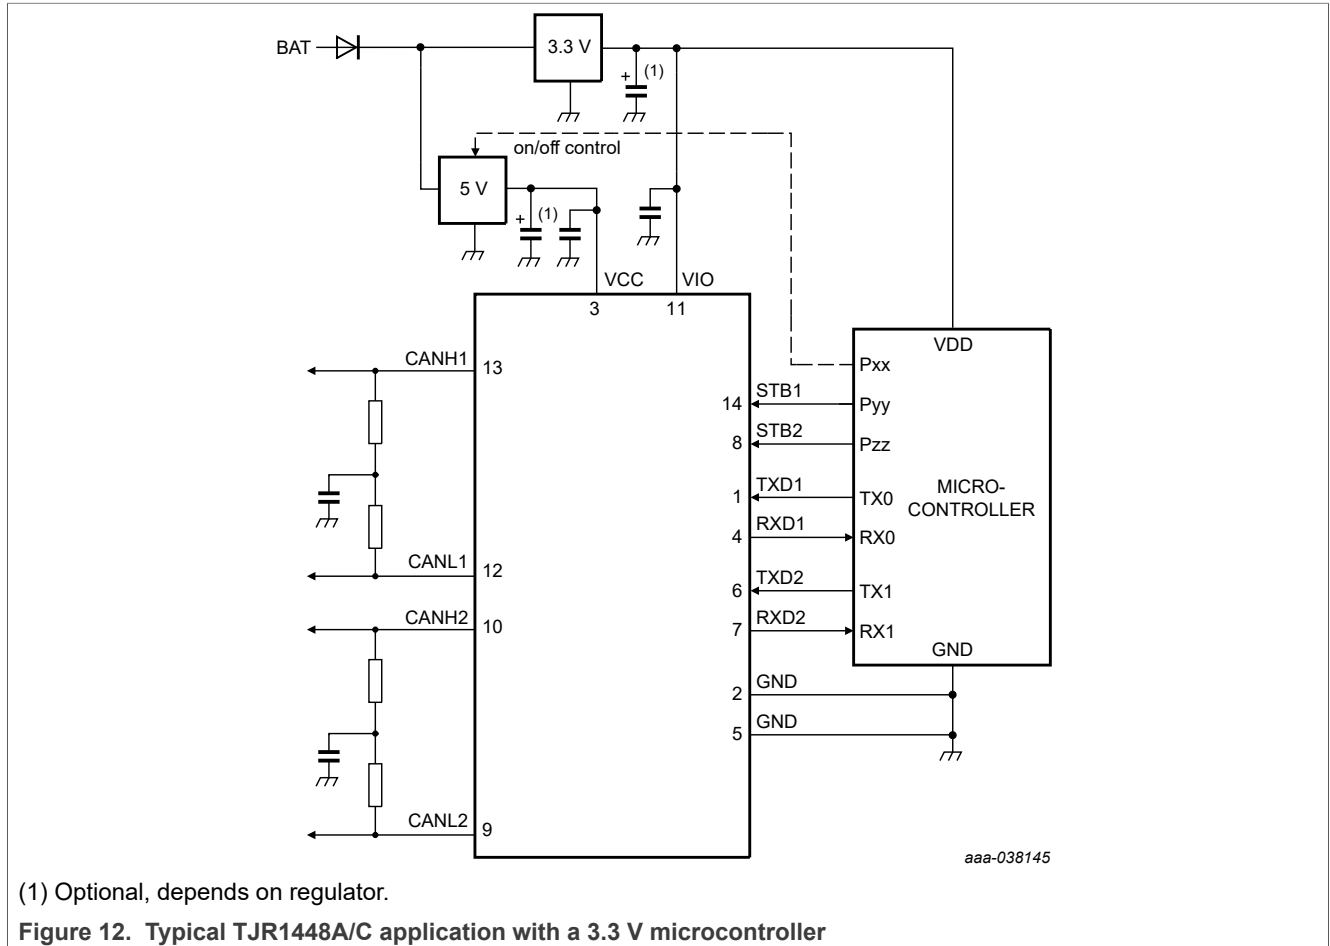 BAT
3.3 V
+
(1)
on/off control
5 V
+
(1)
VCC
VIO
3
11
VDD
CANH1
13
Pxx
14
STB1
Pyy
8
STB2
Pzz
MICRO-
CONTROLLER
1
TXD1
TX0
4
RXD1
RX0
CANL1
12
6
TXD2
TX1
CANH2
10
7
RXD2
RX1
GND
2
GND
5
GND
CANL2
9
aaa-038145
(1) Optional, depends on regulator.
Figure 12. Typical TJR1448A/C application with a 3.3 V microcontroller